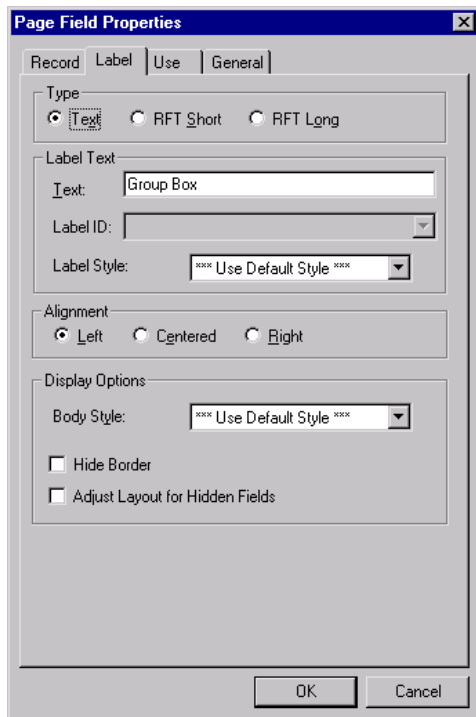 Page Field Properties
Record Label Use General
Type
Text RFT Short RFT Long
Label Text
Text: Group Box
Label ID:
Label Style: *** Use Default Style ***
Alignment
Left Centered Right
Display Options
Body Style: *** Use Default Style ***
Hide Border
Adjust Layout for Hidden Fields
OK Cancel